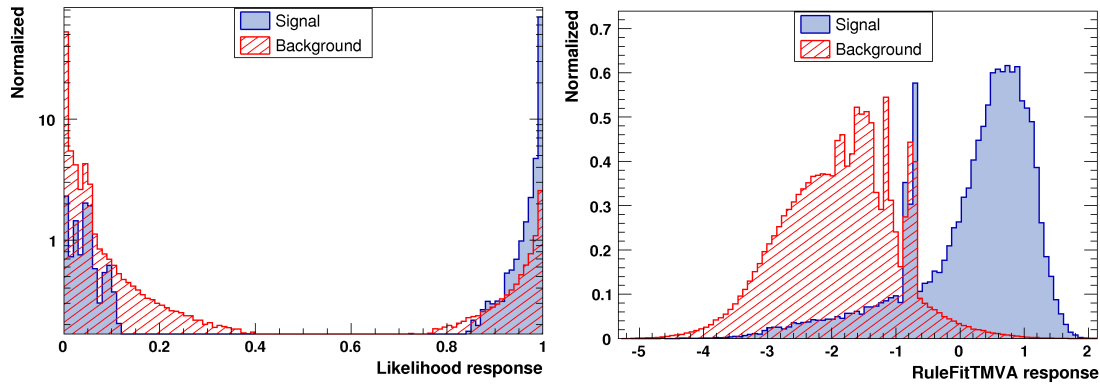 Normalized
10
1
Signal
Background
0 0.2 0.4 0.6 0.8 1
Likelihood response
Normalized
0.7
0.6
0.5
0.4
0.3
0.2
0.1
0
Signal
Background
-5 -4 -3 -2 -1 0 1 2
RuleFitTMVA response